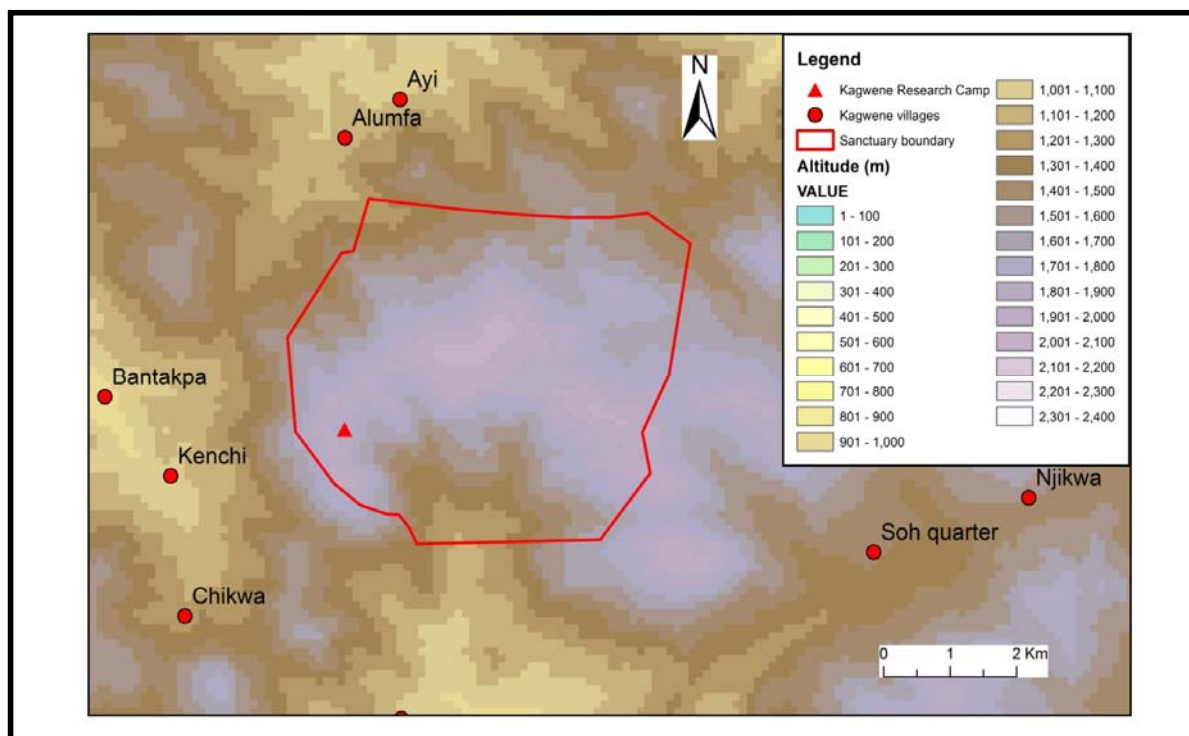 Ayi
Alumfa
Bantakpa
Kenchi
Chikwa
N
Legend
Kagwene Research Camp
Kagwene villages
Sanctuary boundary
Altitude (m)
VALUE
1 - 100
101 - 200
201 - 300
301 - 400
401 - 500
501 - 600
601 - 700
701 - 800
801 - 900
901 - 1,000
1,001 - 1,100
1,101 - 1,200
1,201 - 1,300
1,301 - 1,400
1,401 - 1,500
1,501 - 1,600
1,601 - 1,700
1,701 - 1,800
1,801 - 1,900
1,901 - 2,000
2,001 - 2,100
2,101 - 2,200
2,201 - 2,300
2,301 - 2,400
Njikwa
Soh quarter
0 1 2 Km